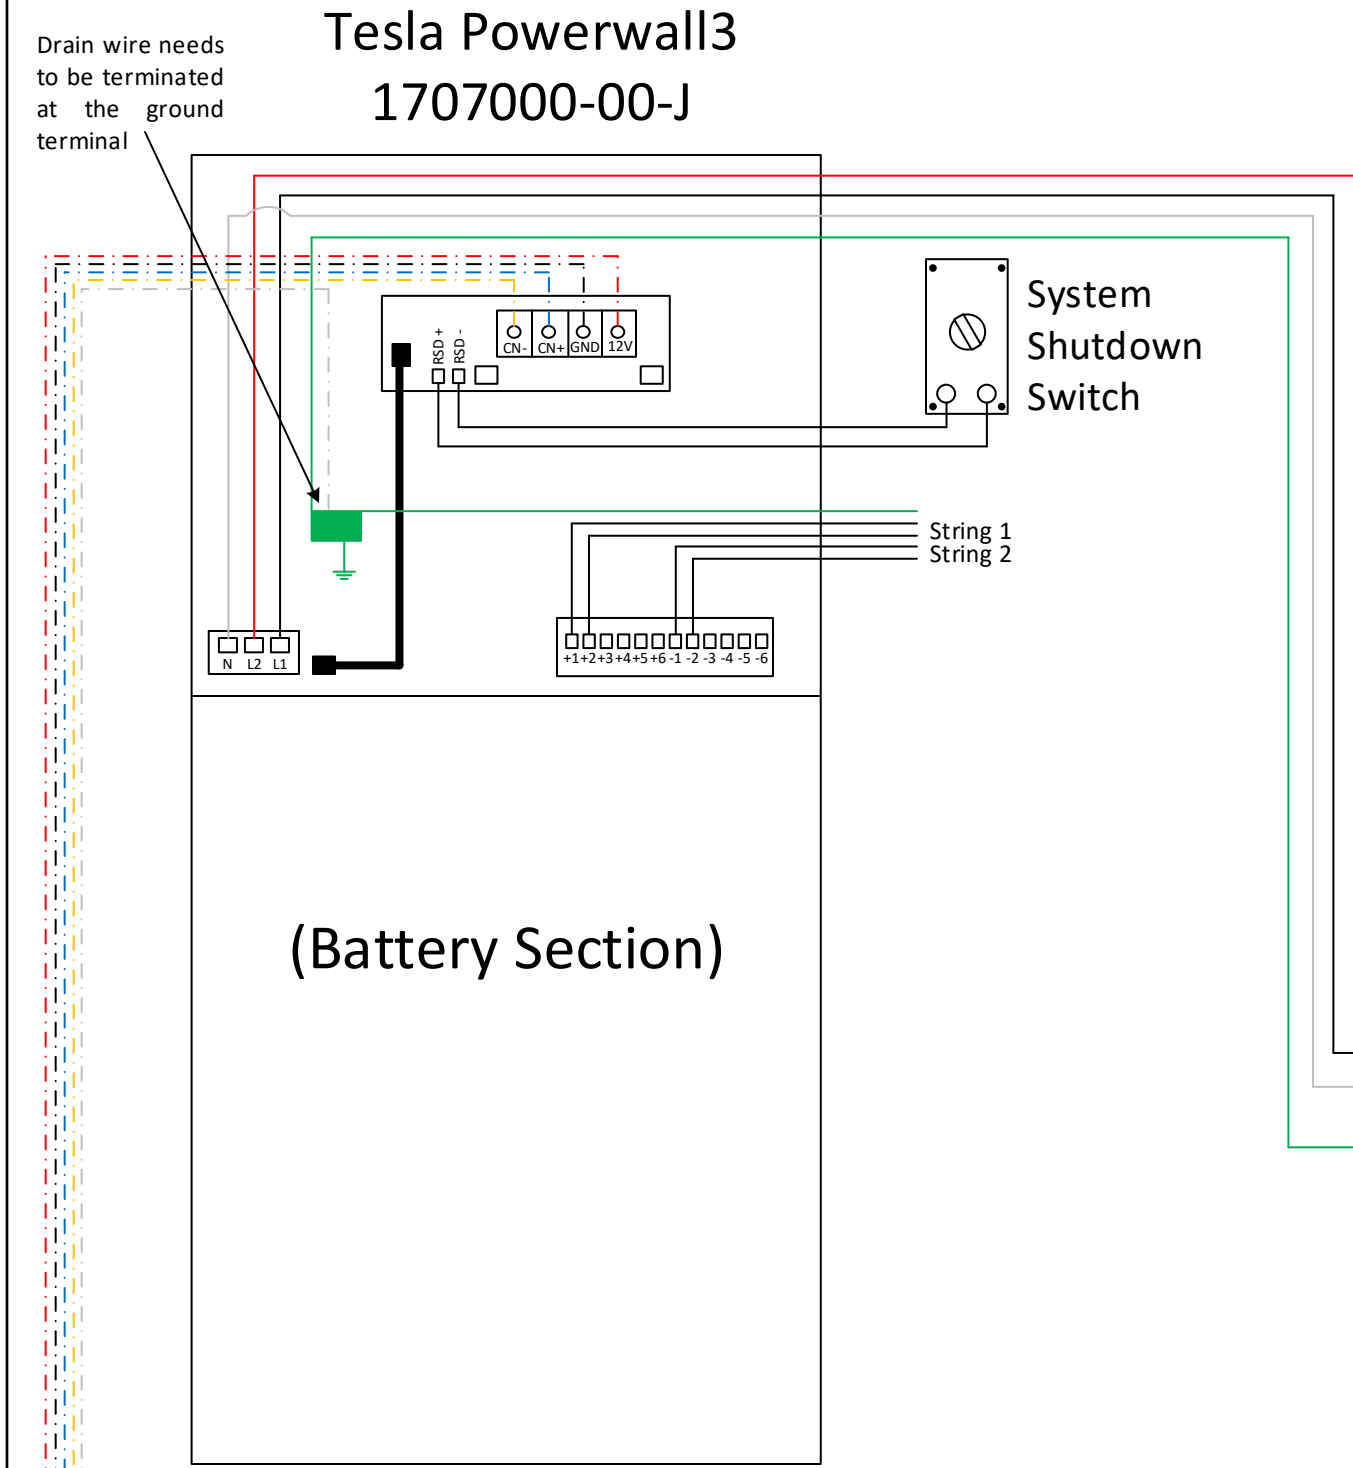 Tesla Powerwall3
1707000-00-J
Drain wire needs
to be terminated
at the ground
terminal
System
Shutdown
Switch
RSD +
RSD -
CN- CN+ GND 12V
String 1
String 2
N L2 L1
+1 +2 +3 +4 +5 +6 -1 -2 -3 -4 -5 -6
(Battery Section)